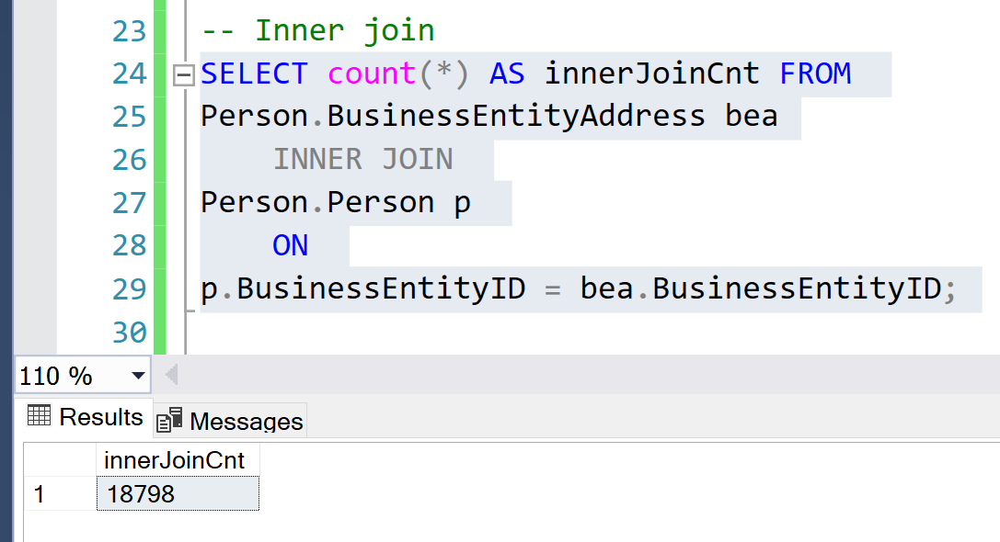 23 -- Inner join
24 SELECT count(*) AS innerJoinCnt FROM
25 Person.BusinessEntityAddress bea
26 INNER JOIN
27 Person.Person p
28 ON
29 p.BusinessEntityID = bea.BusinessEntityID;
30
110 %
Results Messages
innerJoinCnt
1 18798